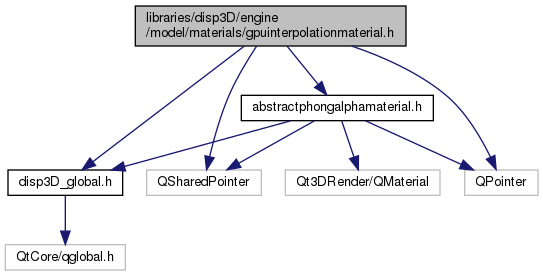 libraries/disp3D/engine
/model/materials/gpuinterpolationmaterial.h
abstractphongalphamaterial.h
disp3D_global.h
QSharedPointer
Qt3DRender/QMaterial
QPointer
QtCore/qglobal.h